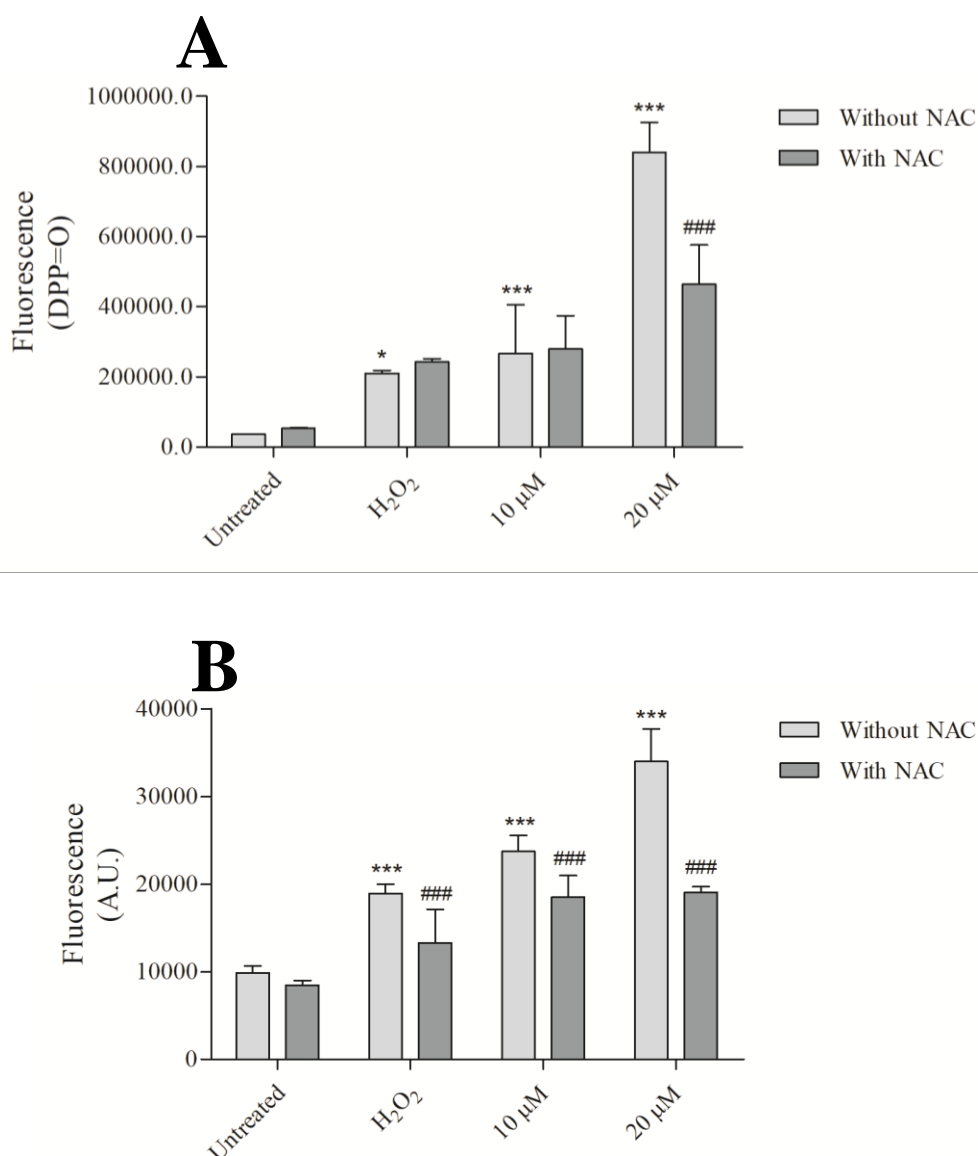 A
1000000.0
800000.0
600000.0
400000.0
200000.0
0.0
Fluorescence
(DPP=O)
*
***
***
###
Without NAC
With NAC
Untreated
H₂O₂
10 µM
20 µM
B
40000
30000
20000
10000
0
Fluorescence
(A.U.)
***
###
***
###
***
###
Without NAC
With NAC
Untreated
H₂O₂
10 µM
20 µM